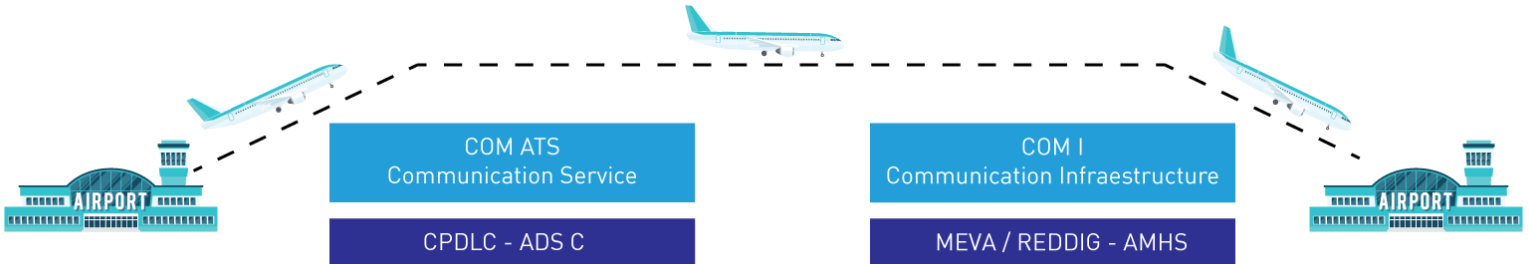 COM ATS
Communication Service
COM I
Communication Infraestructure
AIRPORT
AIRPORT
CPDLC - ADS C
MEVA / REDDIG - AMHS